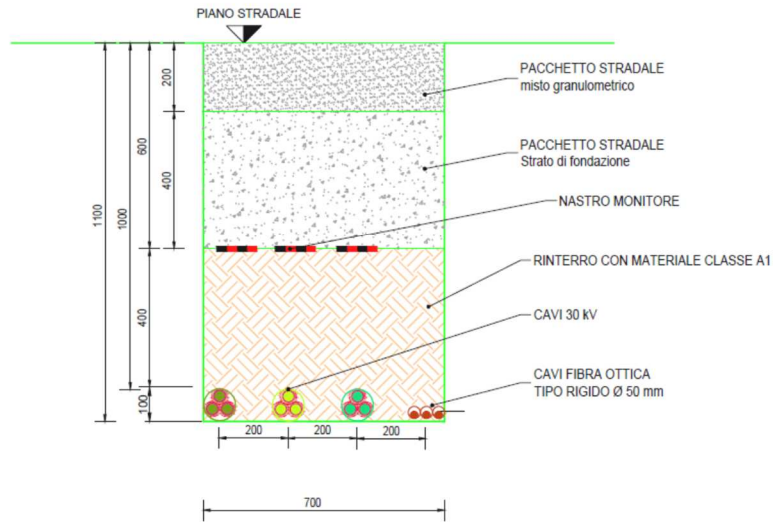 PIANO STRADALE
PACCHETTO STRADALE
misto granulometrico
PACCHETTO STRADALE
Strato di fondazione
NASTRO MONITORE
RINTERRO CON MATERIALE CLASSE A1
CAVI 30 kV
CAVI FIBRA OTTICA
TIPO RIGIDO Ø 50 mm
1100
1000
600
200
400
400
100
200
200
200
700